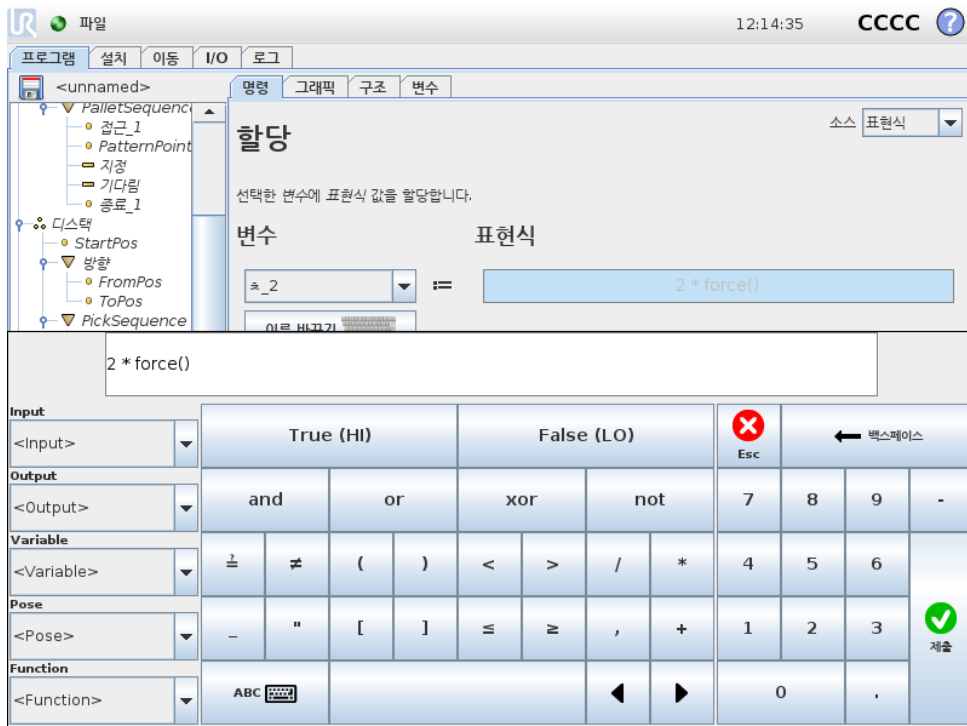 UR 파일 12:14:35 CCCC ?
프로그램 설치 이동 I/O 로그
<unnamed>
명령 그래픽 구조 변수
PalletSequence
접근_1
PatternPoint
지정
기다림
종료_1
디스택
StartPos
방향
FromPos
ToPos
PickSequence
할당
소스 표현식
선택한 변수에 표현식 값을 할당합니다.
변수 표현식
ㅊ_2 := 2 * force()
이름 바꾸기
2 * force()
Input
<Input>
Output
<Output>
Variable
<Variable>
Pose
<Pose>
Function
<Function>
True (HI) False (LO) Esc 백스페이스
and or xor not 7 8 9 -
≟ ≠ ( ) < > / * 4 5 6
_ " [ ] ≤ ≥ , + 1 2 3 제출
ABC 0 .